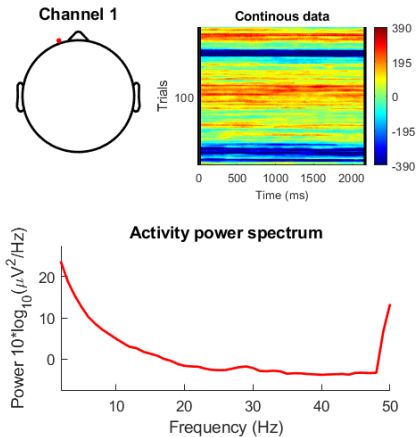 Channel 1
Continous data
Trials
100
390
195
0
-195
-390
0
500
1000
1500
2000
Time (ms)
Activity power spectrum
Power 10*log10(μV²/Hz)
20
10
0
10
20
30
40
50
Frequency (Hz)